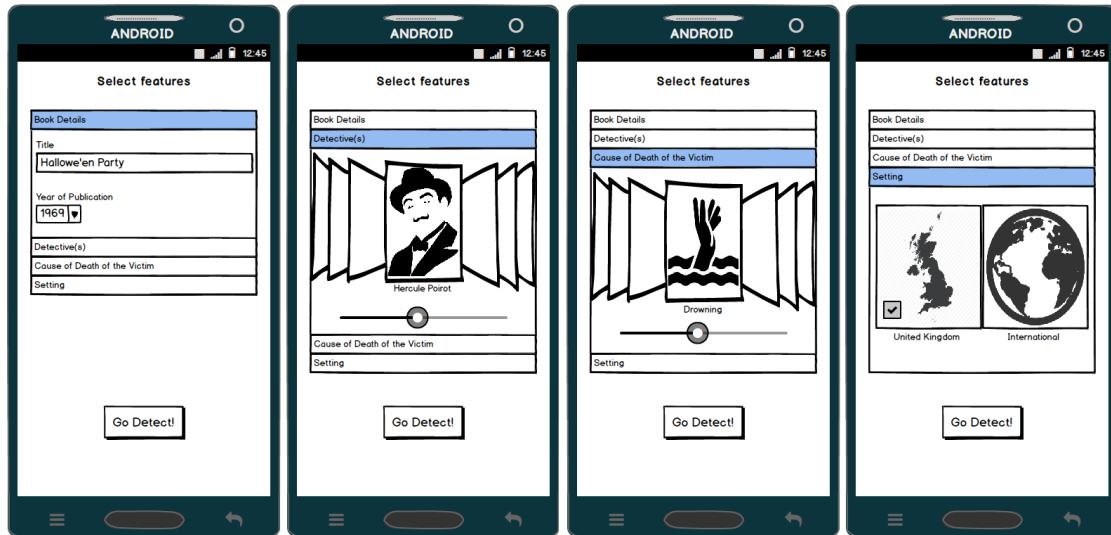 ANDROID
12:45
Select features
Book Details
Title
Hallowe'en Party
Year of Publication
1969
Detective(s)
Cause of Death of the Victim
Setting
Go Detect!
ANDROID
12:45
Select features
Book Details
Detective(s)
Hercule Poirot
Cause of Death of the Victim
Setting
Go Detect!
ANDROID
12:45
Select features
Book Details
Detective(s)
Cause of Death of the Victim
Drowning
Setting
Go Detect!
ANDROID
12:45
Select features
Book Details
Detective(s)
Cause of Death of the Victim
Setting
United Kingdom
International
Go Detect!